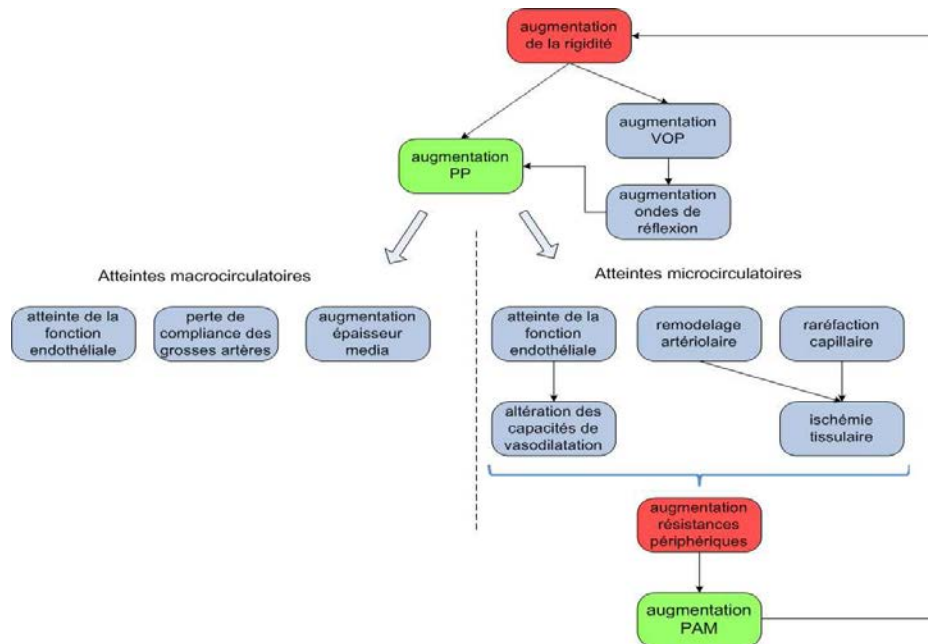 augmentation
de la rigidité
augmentation
VOP
augmentation
PP
augmentation
ondes de
réflexion
Atteintes macrocirculatoires
Atteintes microcirculatoires
atteinte de la
fonction
endothéliale
perte de
compliance des
grosses artères
augmentation
épaisseur
media
atteinte de la
fonction
endothéliale
remodelage
artériolaire
raréfaction
capillaire
altération des
capacités de
vasodilatation
ischémie
tissulaire
augmentation
résistances
périphériques
augmentation
PAM